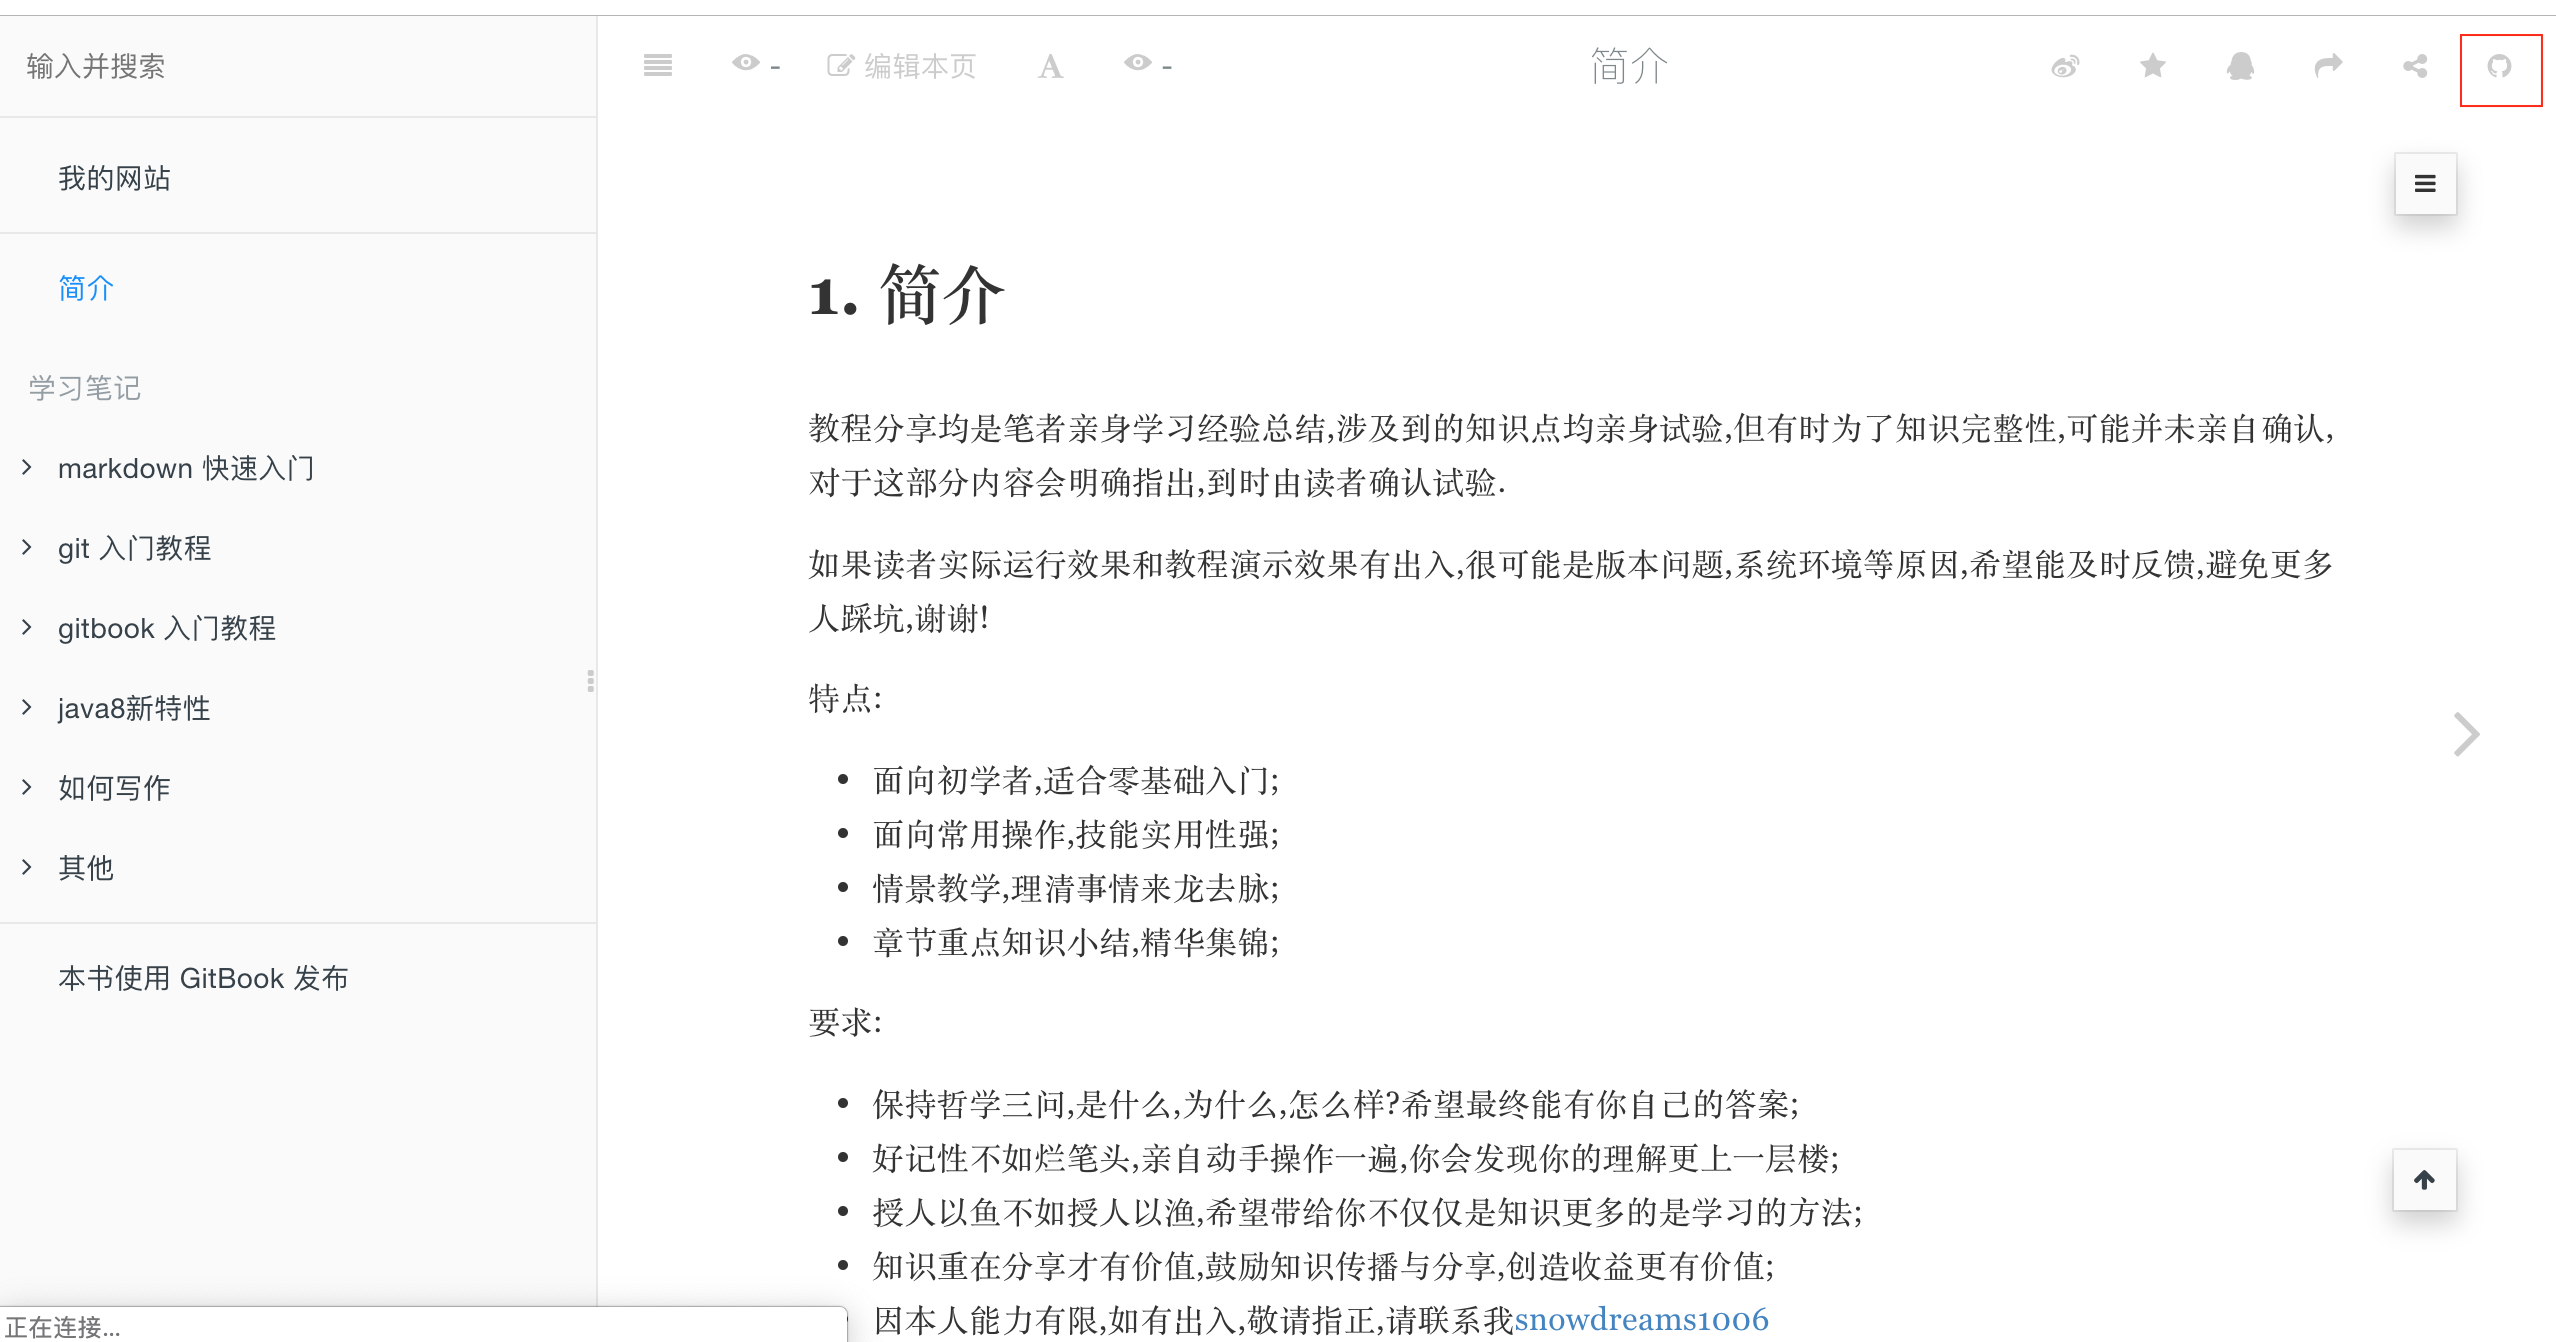 输入并搜索
我的网站
简介
学习笔记
markdown 快速入门
git 入门教程
gitbook 入门教程
java8新特性
如何写作
其他
本书使用 GitBook 发布
正在连接...
- 编辑本页 A - 简介
1. 简介
教程分享均是笔者亲身学习经验总结,涉及到的知识点均亲身试验,但有时为了知识完整性,可能并未亲自确认,
对于这部分内容会明确指出,到时由读者确认试验.
如果读者实际运行效果和教程演示效果有出入,很可能是版本问题,系统环境等原因,希望能及时反馈,避免更多
人踩坑,谢谢!
特点:
• 面向初学者,适合零基础入门;
• 面向常用操作,技能实用性强;
• 情景教学,理清事情来龙去脉;
• 章节重点知识小结,精华集锦;
要求:
• 保持哲学三问,是什么,为什么,怎么样?希望最终能有你自己的答案;
• 好记性不如烂笔头,亲自动手操作一遍,你会发现你的理解更上一层楼;
• 授人以鱼不如授人以渔,希望带给你不仅仅是知识更多的是学习的方法;
• 知识重在分享才有价值,鼓励知识传播与分享,创造收益更有价值;
因本人能力有限,如有出入,敬请指正,请联系我snowdreams1006